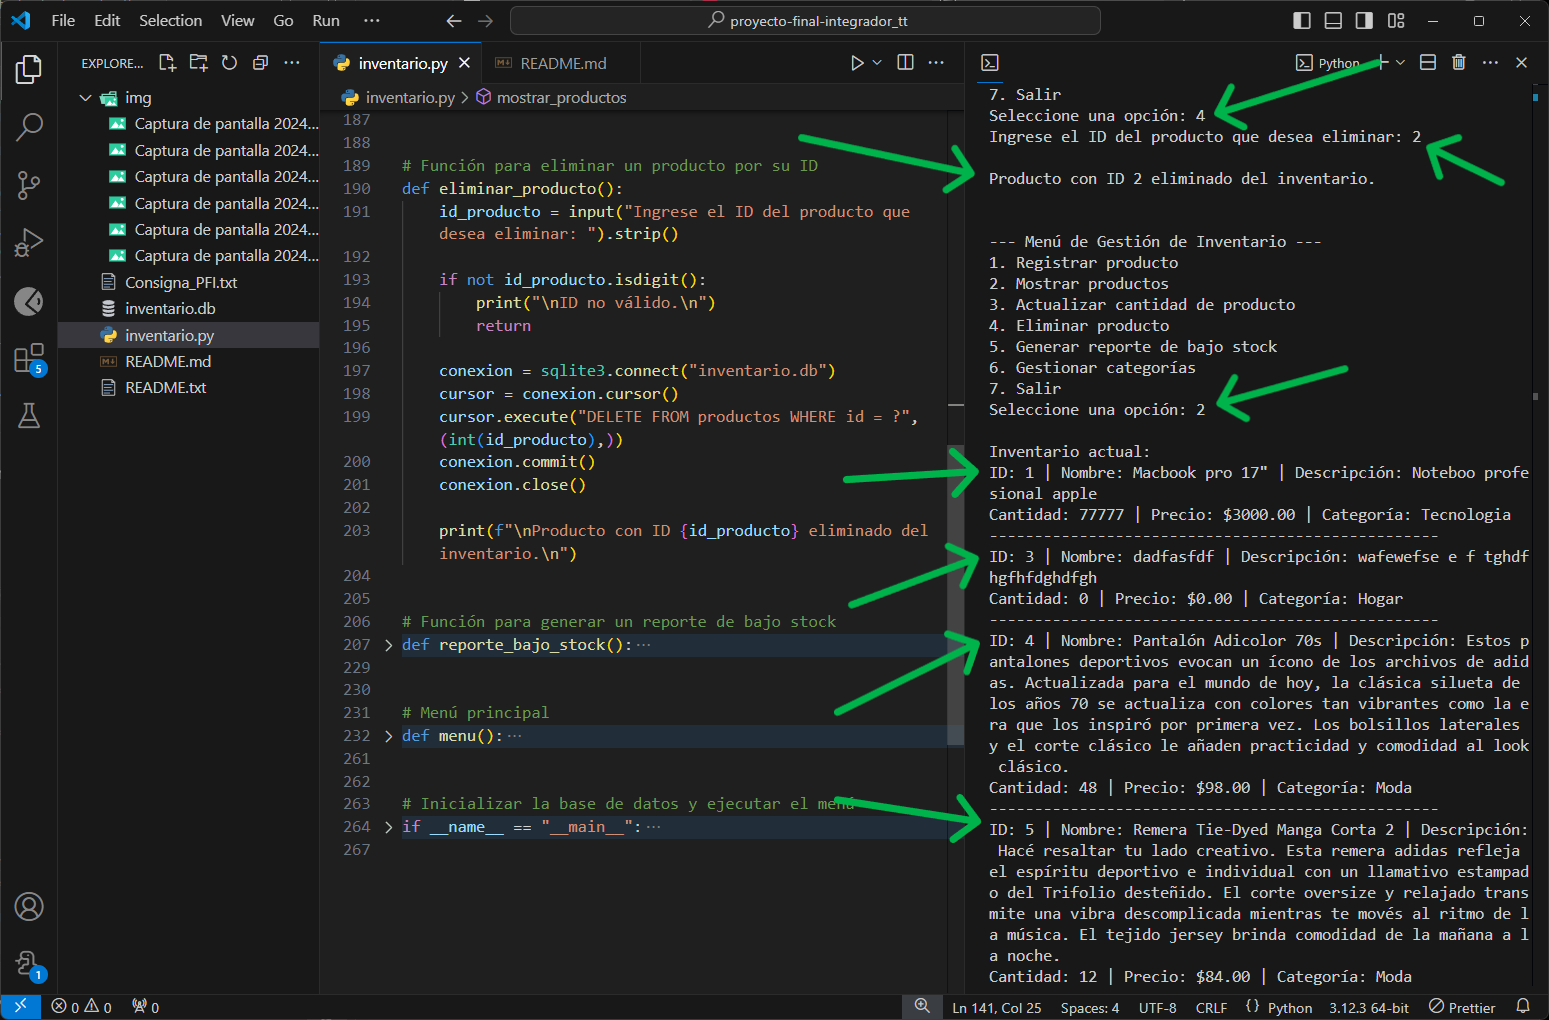 File Edit Selection View Go Run ···
proyecto-final-integrador_tt
EXPLORE... ···
img
Captura de pantalla 2024...
Captura de pantalla 2024...
Captura de pantalla 2024...
Captura de pantalla 2024...
Captura de pantalla 2024...
Captura de pantalla 2024...
Consigna_PFI.txt
inventario.db
inventario.py
README.md
README.txt
5
1
inventario.py README.md
inventario.py > mostrar_productos
187
188
189 # Función para eliminar un producto por su ID
190 def eliminar_producto():
191 id_producto = input("Ingrese el ID del producto que
desea eliminar: ").strip()
192
193 if not id_producto.isdigit():
194 print("\nID no válido.\n")
195 return
196
197 conexion = sqlite3.connect("inventario.db")
198 cursor = conexion.cursor()
199 cursor.execute("DELETE FROM productos WHERE id = ?",
(int(id_producto),))
200 conexion.commit()
201 conexion.close()
202
203 print(f"\nProducto con ID {id_producto} eliminado del
inventario.\n")
204
205
206 # Función para generar un reporte de bajo stock
207 def reporte_bajo_stock():···
229
230
231 # Menú principal
232 def menu():···
261
262
263 # Inicializar la base de datos y ejecutar el menú
264 if __name__ == "__main__":···
267
Python
7. Salir
Seleccione una opción: 4
Ingrese el ID del producto que desea eliminar: 2
Producto con ID 2 eliminado del inventario.
--- Menú de Gestión de Inventario ---
1. Registrar producto
2. Mostrar productos
3. Actualizar cantidad de producto
4. Eliminar producto
5. Generar reporte de bajo stock
6. Gestionar categorías
7. Salir
Seleccione una opción: 2
Inventario actual:
ID: 1 | Nombre: Macbook pro 17" | Descripción: Noteboo profe
sional apple
Cantidad: 77777 | Precio: $3000.00 | Categoría: Tecnologia
--------------------------------------------------
ID: 3 | Nombre: dadfasfdf | Descripción: wafewefse e f tghdf
hgfhfdghdfgh
Cantidad: 0 | Precio: $0.00 | Categoría: Hogar
--------------------------------------------------
ID: 4 | Nombre: Pantalón Adicolor 70s | Descripción: Estos p
antalones deportivos evocan un ícono de los archivos de adid
as. Actualizada para el mundo de hoy, la clásica silueta de
los años 70 se actualiza con colores tan vibrantes como la e
ra que los inspiró por primera vez. Los bolsillos laterales
y el corte clásico le añaden practicidad y comodidad al look
clásico.
Cantidad: 48 | Precio: $98.00 | Categoría: Moda
--------------------------------------------------
ID: 5 | Nombre: Remera Tie-Dyed Manga Corta 2 | Descripción:
Hacé resaltar tu lado creativo. Esta remera adidas refleja
el espíritu deportivo e individual con un llamativo estampad
o del Trifolio desteñido. El corte oversize y relajado trans
mite una vibra descomplicada mientras te movés al ritmo de l
a música. El tejido jersey brinda comodidad de la mañana a l
a noche.
Cantidad: 12 | Precio: $84.00 | Categoría: Moda
0 0 0 Ln 141, Col 25 Spaces: 4 UTF-8 CRLF {} Python 3.12.3 64-bit Prettier